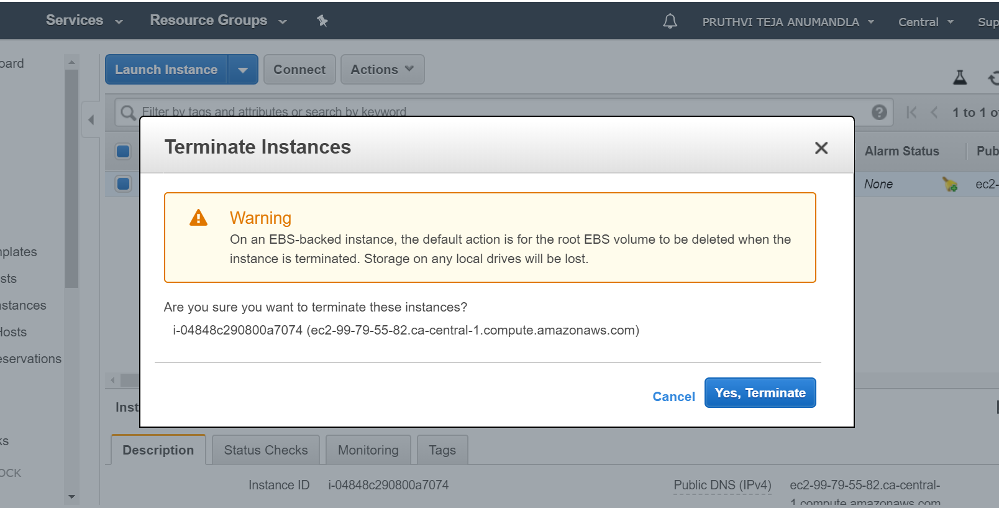 Services Resource Groups PRUTHVI TEJA ANUMANDLA Central Sup
oard
Launch Instance Connect Actions
Filter by tags and attributes or search by keyword
1 to 1 o
Terminate Instances
Alarm Status Pub
None ec2-
Warning
On an EBS-backed instance, the default action is for the root EBS volume to be deleted when the
instance is terminated. Storage on any local drives will be lost.
nplates
sts
nstances
Hosts
eservations
Are you sure you want to terminate these instances?
i-04848c290800a7074 (ec2-99-79-55-82.ca-central-1.compute.amazonaws.com)
Cancel Yes, Terminate
Inst
ks
OCK
Description Status Checks Monitoring Tags
Instance ID i-04848c290800a7074 Public DNS (IPv4) ec2-99-79-55-82.ca-central-
1.compute.amazonaws.com